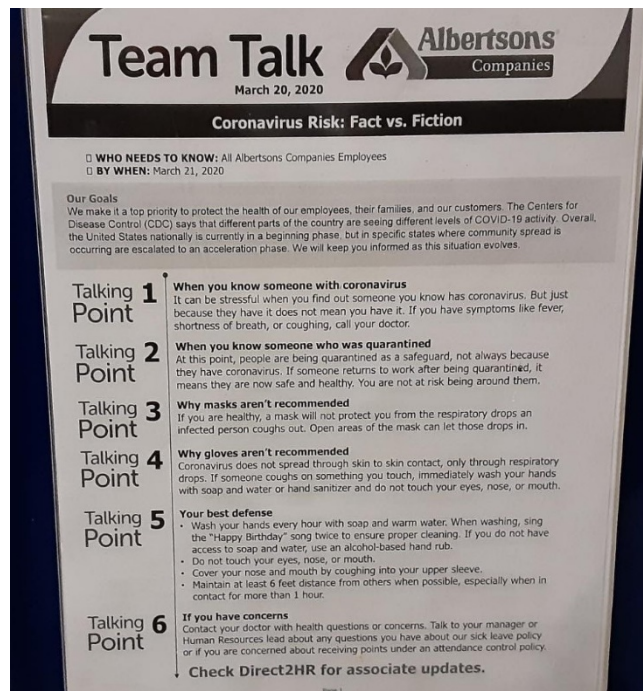 Team Talk
Albertsons
Companies
March 20, 2020
Coronavirus Risk: Fact vs. Fiction
WHO NEEDS TO KNOW: All Albertsons Companies Employees
BY WHEN: March 21, 2020
Our Goals
We make it a top priority to protect the health of our employees, their families, and our customers. The Centers for
Disease Control (CDC) says that different parts of the country are seeing different levels of COVID-19 activity. Overall,
the United States nationally is currently in a beginning phase, but in specific states where community spread is
occurring are escalated to an acceleration phase. We will keep you informed as this situation evolves.
Talking Point 1
When you know someone with coronavirus
It can be stressful when you find out someone you know has coronavirus. But just
because they have it does not mean you have it. If you have symptoms like fever,
shortness of breath, or coughing, call your doctor.
Talking Point 2
When you know someone who was quarantined
At this point, people are being quarantined as a safeguard, not always because
they have coronavirus. If someone returns to work after being quarantined, it
means they are now safe and healthy. You are not at risk being around them.
Talking Point 3
Why masks aren't recommended
If you are healthy, a mask will not protect you from the respiratory drops an
infected person coughs out. Open areas of the mask can let those drops in.
Talking Point 4
Why gloves aren't recommended
Coronavirus does not spread through skin to skin contact, only through respiratory
drops. If someone coughs on something you touch, immediately wash your hands
with soap and water or hand sanitizer and do not touch your eyes, nose, or mouth.
Talking Point 5
Your best defense
• Wash your hands every hour with soap and warm water. When washing, sing
the "Happy Birthday" song twice to ensure proper cleaning. If you do not have
access to soap and water, use an alcohol-based hand rub.
• Do not touch your eyes, nose, or mouth.
• Cover your nose and mouth by coughing into your upper sleeve.
• Maintain at least 6 feet distance from others when possible, especially when in
contact for more than 1 hour.
Talking Point 6
If you have concerns
Contact your doctor with health questions or concerns. Talk to your manager or
Human Resources lead about any questions you have about our sick leave policy
or if you are concerned about receiving points under an attendance control policy.
Check Direct2HR for associate updates.